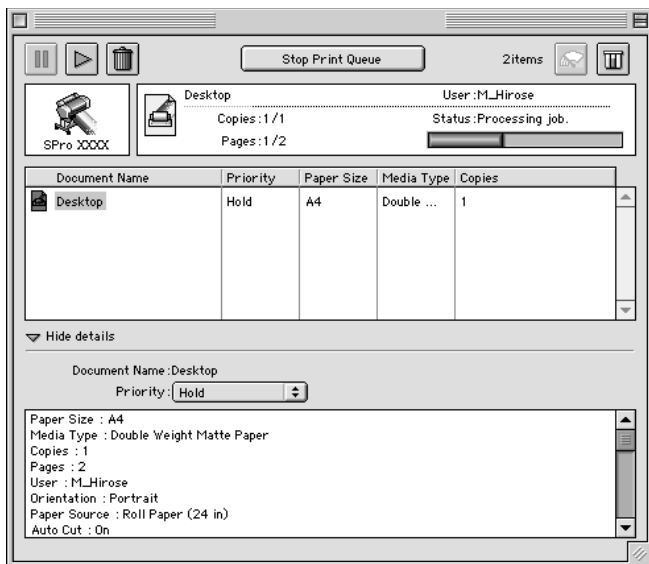 Stop Print Queue
2items
SPro XXXX
Desktop
User:M_Hirose
Copies:1/1
Status:Processing job.
Pages:1/2
Document Name Priority Paper Size Media Type Copies
Desktop Hold A4 Double ... 1
Hide details
Document Name:Desktop
Priority: Hold
Paper Size : A4
Media Type : Double Weight Matte Paper
Copies : 1
Pages : 2
User : M_Hirose
Orientation : Portrait
Paper Source : Roll Paper (24 in)
Auto Cut : On